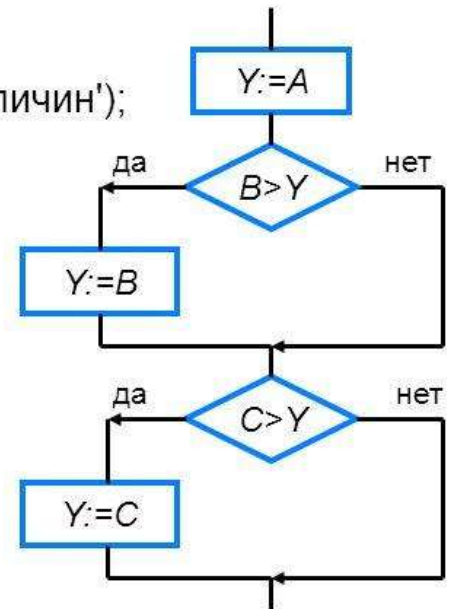 Y:=A
личин');
да
B>Y
нет
Y:=B
да
C>Y
нет
Y:=C